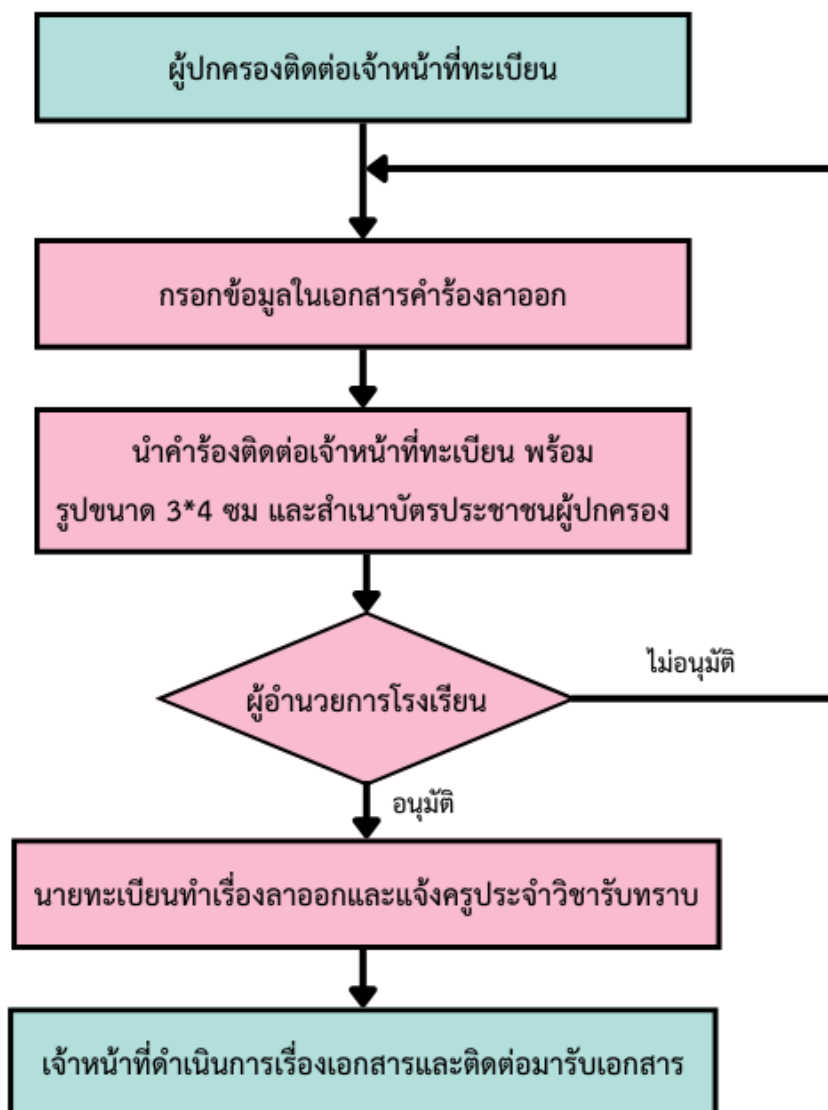 ผู้ปกครองติดต่อเจ้าหน้าที่ทะเบียน
กรอกข้อมูลในเอกสารคำร้องลาออก
นำคำร้องติดต่อเจ้าหน้าที่ทะเบียน พร้อม
รูปขนาด 3*4 ซม และสำเนาบัตรประชาชนผู้ปกครอง
ไม่อนุมัติ
ผู้อำนวยการโรงเรียน
อนุมัติ
นายทะเบียนทำเรื่องลาออกและแจ้งครูประจำวิชารับทราบ
เจ้าหน้าที่ดำเนินการเรื่องเอกสารและติดต่อมารับเอกสาร